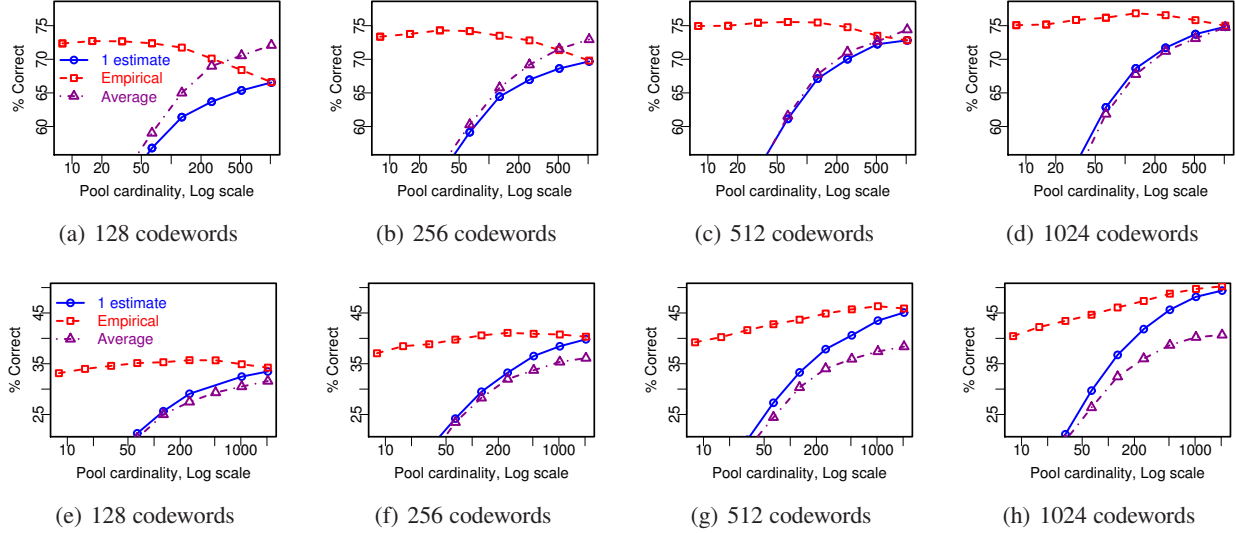 % Correct
60 65 70 75
1 estimate
Empirical
Average
10 20 50 200 500
Pool cardinality, Log scale
(a) 128 codewords
% Correct
60 65 70 75
10 20 50 200 500
Pool cardinality, Log scale
(b) 256 codewords
% Correct
60 65 70 75
10 20 50 200 500
Pool cardinality, Log scale
(c) 512 codewords
% Correct
60 65 70 75
10 20 50 200 500
Pool cardinality, Log scale
(d) 1024 codewords
% Correct
25 35 45
1 estimate
Empirical
Average
10 50 200 1000
Pool cardinality, Log scale
(e) 128 codewords
% Correct
25 35 45
10 50 200 1000
Pool cardinality, Log scale
(f) 256 codewords
% Correct
25 35 45
10 50 200 1000
Pool cardinality, Log scale
(g) 512 codewords
% Correct
25 35 45
10 50 200 1000
Pool cardinality, Log scale
(h) 1024 codewords